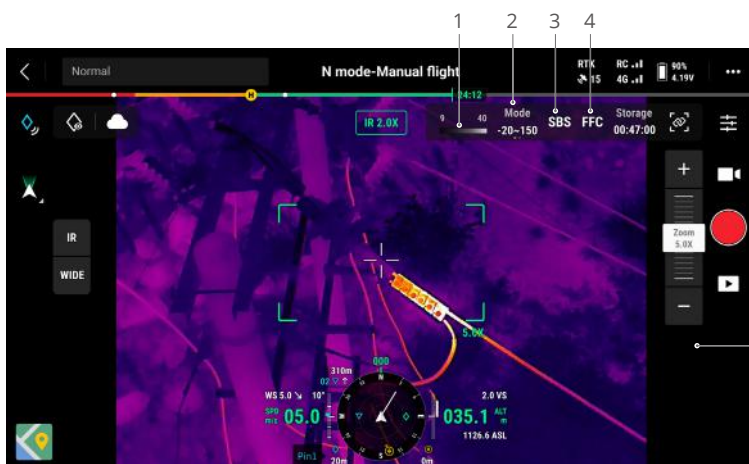 1 2 3 4
Normal
N mode-Manual flight
RTK
15
RC
4G
90%
4.19V
H
24:12
IR 2.0X
9 40
Mode
-20~150
SBS
FFC
Storage
00:47:00
IR
WIDE
+
Zoom
5.0X
−
5.0X
000
310m
02
N
WS 5.0 ↘ 10°
SPD
05.0
2.0 VS
035.1 ALT
m
1126.6 ASL
S
Pin1
20m
0m